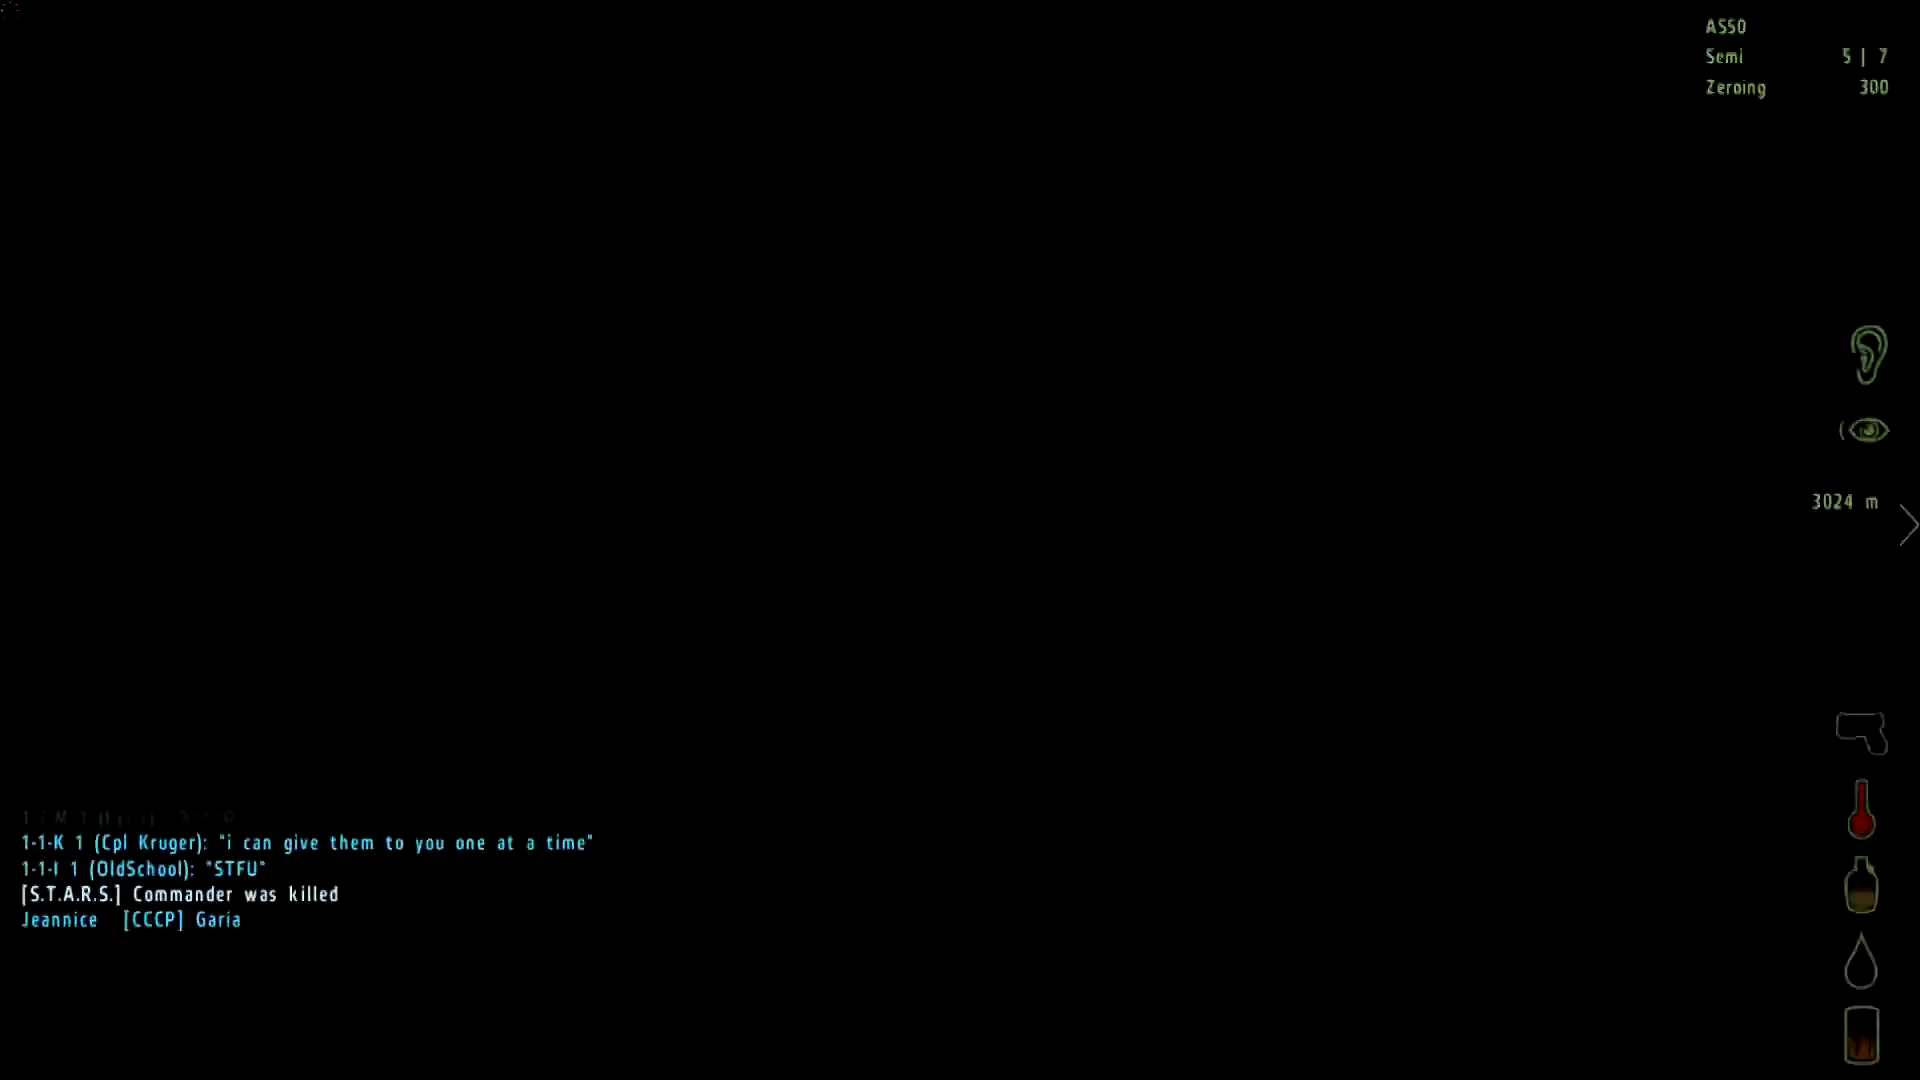 AS50
Semi 5 | 7
Zeroing 300
3024 m
1-1-K 1 (Cpl Kruger): "i can give them to you one at a time"
1-1-I 1 (OldSchool): "STFU"
[S.T.A.R.S.] Commander was killed
Jeannice [CCCP] Garia